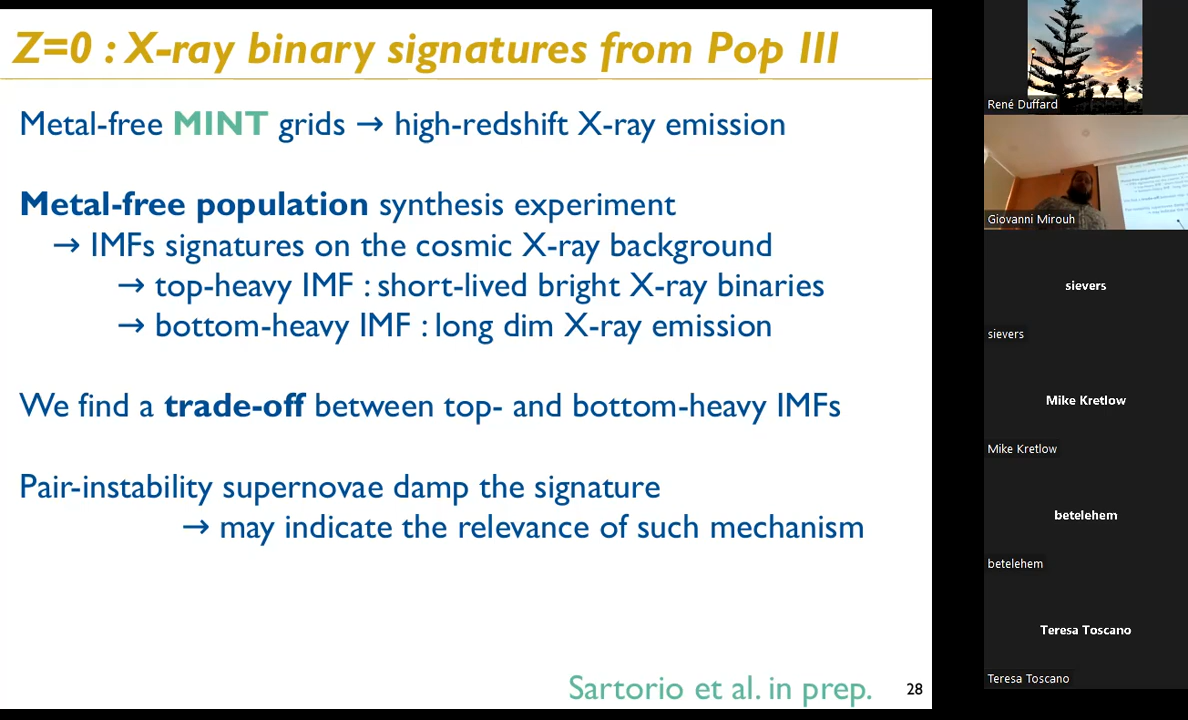 Z=0 : X-ray binary signatures from Pop III
Metal-free MINT grids → high-redshift X-ray emission
Metal-free population synthesis experiment
→ IMFs signatures on the cosmic X-ray background
→ top-heavy IMF : short-lived bright X-ray binaries
→ bottom-heavy IMF : long dim X-ray emission
We find a trade-off between top- and bottom-heavy IMFs
Pair-instability supernovae damp the signature
→ may indicate the relevance of such mechanism
Sartorio et al. in prep.
28
René Duffard
Giovanni Mirouh
sievers
sievers
Mike Kretlow
Mike Kretlow
betelehem
betelehem
Teresa Toscano
Teresa Toscano